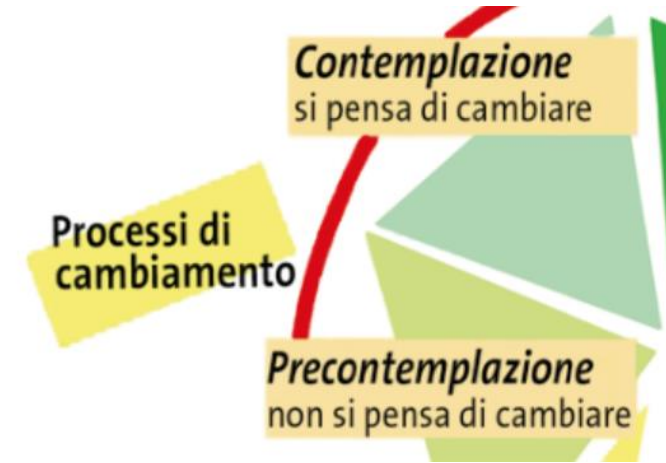 Contemplazione
si pensa di cambiare
Processi di
cambiamento
Precontemplazione
non si pensa di cambiare